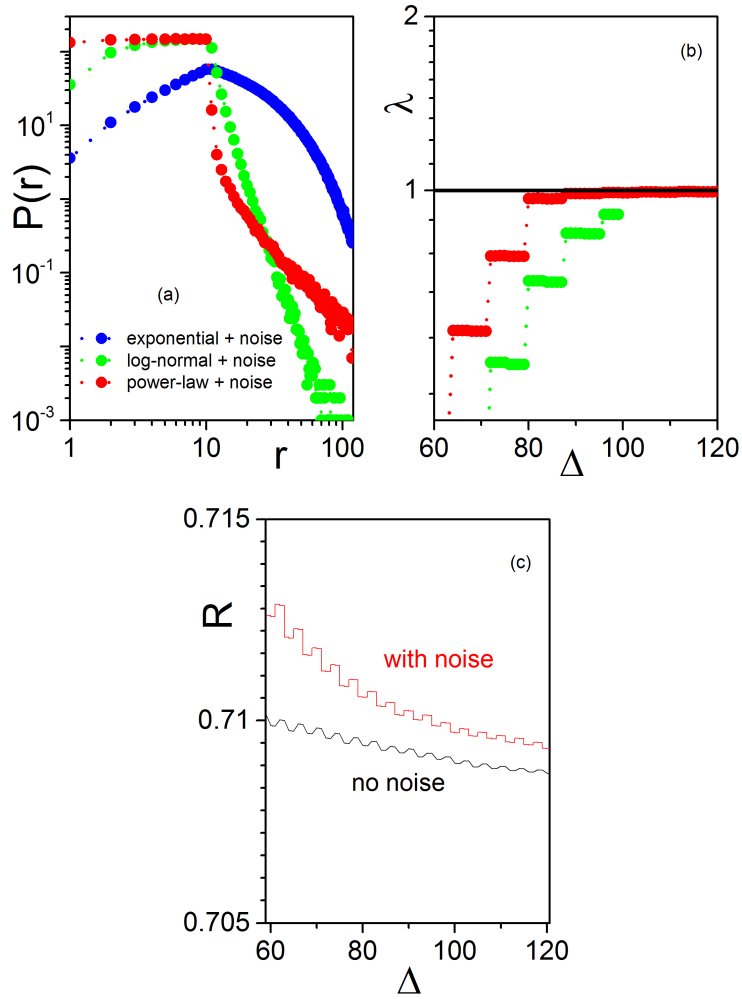 (a)
P(r)
10¹
10⁻¹
10⁻³
exponential + noise
log-normal + noise
power-law + noise
1
10
100
r
(b)
λ
2
1
60
80
100
120
Δ
(c)
R
0.715
0.71
0.705
with noise
no noise
60
80
100
120
Δ